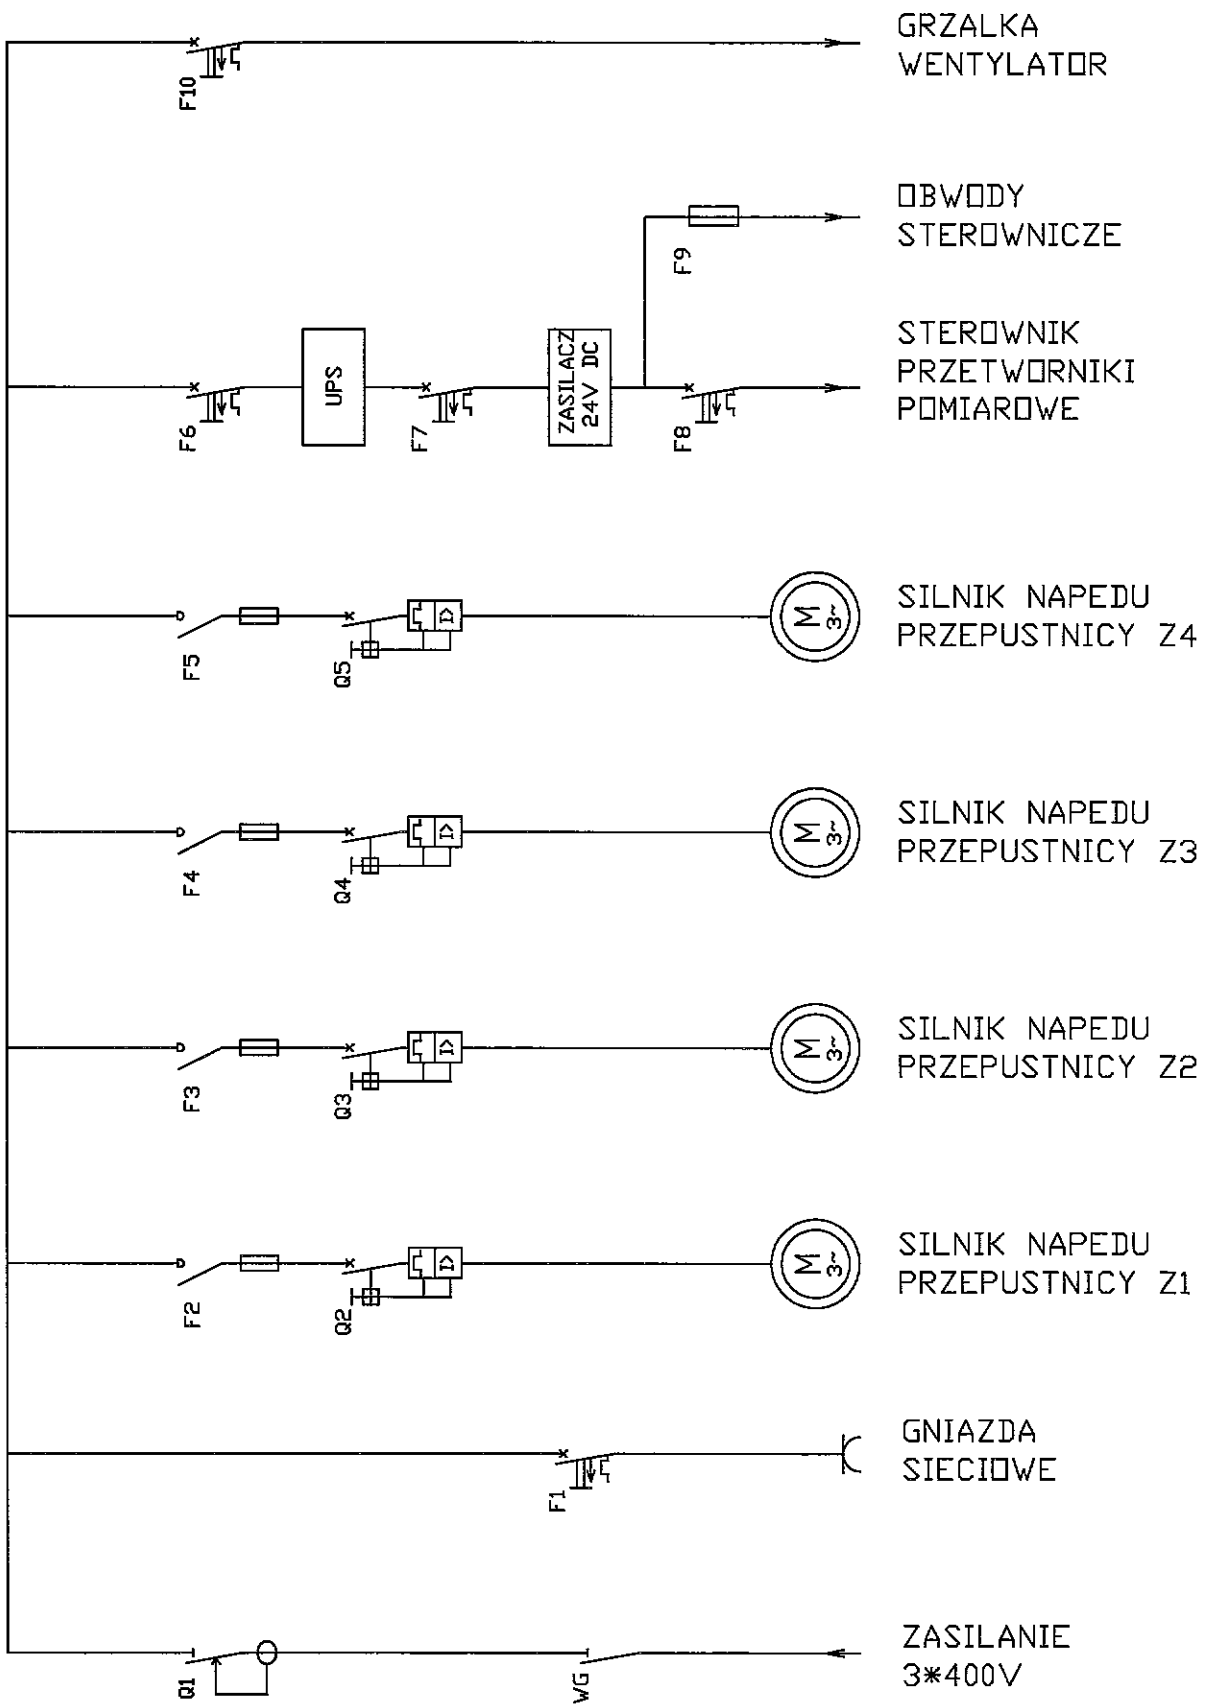 GRZALKA
WENTYLATOR
F10
OBWODY
STEROWNICZE
F9
STEROWNIK
PRZETWORNIKI
POMIAROWE
F6
UPS
F7
ZASILACZ
24V DC
F8
SILNIK NAPEDU
PRZEPUSTNICY Z4
F5
Q5
I>
M
3~
SILNIK NAPEDU
PRZEPUSTNICY Z3
F4
Q4
I>
M
3~
SILNIK NAPEDU
PRZEPUSTNICY Z2
F3
Q3
I>
M
3~
SILNIK NAPEDU
PRZEPUSTNICY Z1
F2
Q2
I>
M
3~
GNIAZDA
SIECIOWE
F1
ZASILANIE
3*400V
Q1
WG